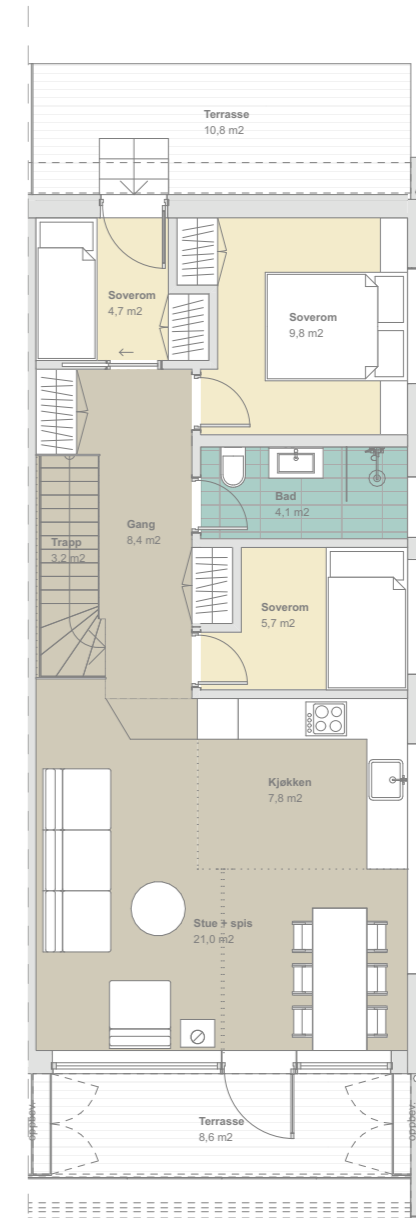 Terrasse
10,8 m2
Soverom
4,7 m2
Soverom
9,8 m2
Bad
4,1 m2
Gang
8,4 m2
Trapp
3,2 m2
Soverom
5,7 m2
Kjøkken
7,8 m2
Stue + spis
21,0 m2
oppbev.
oppbev.
Terrasse
8,6 m2